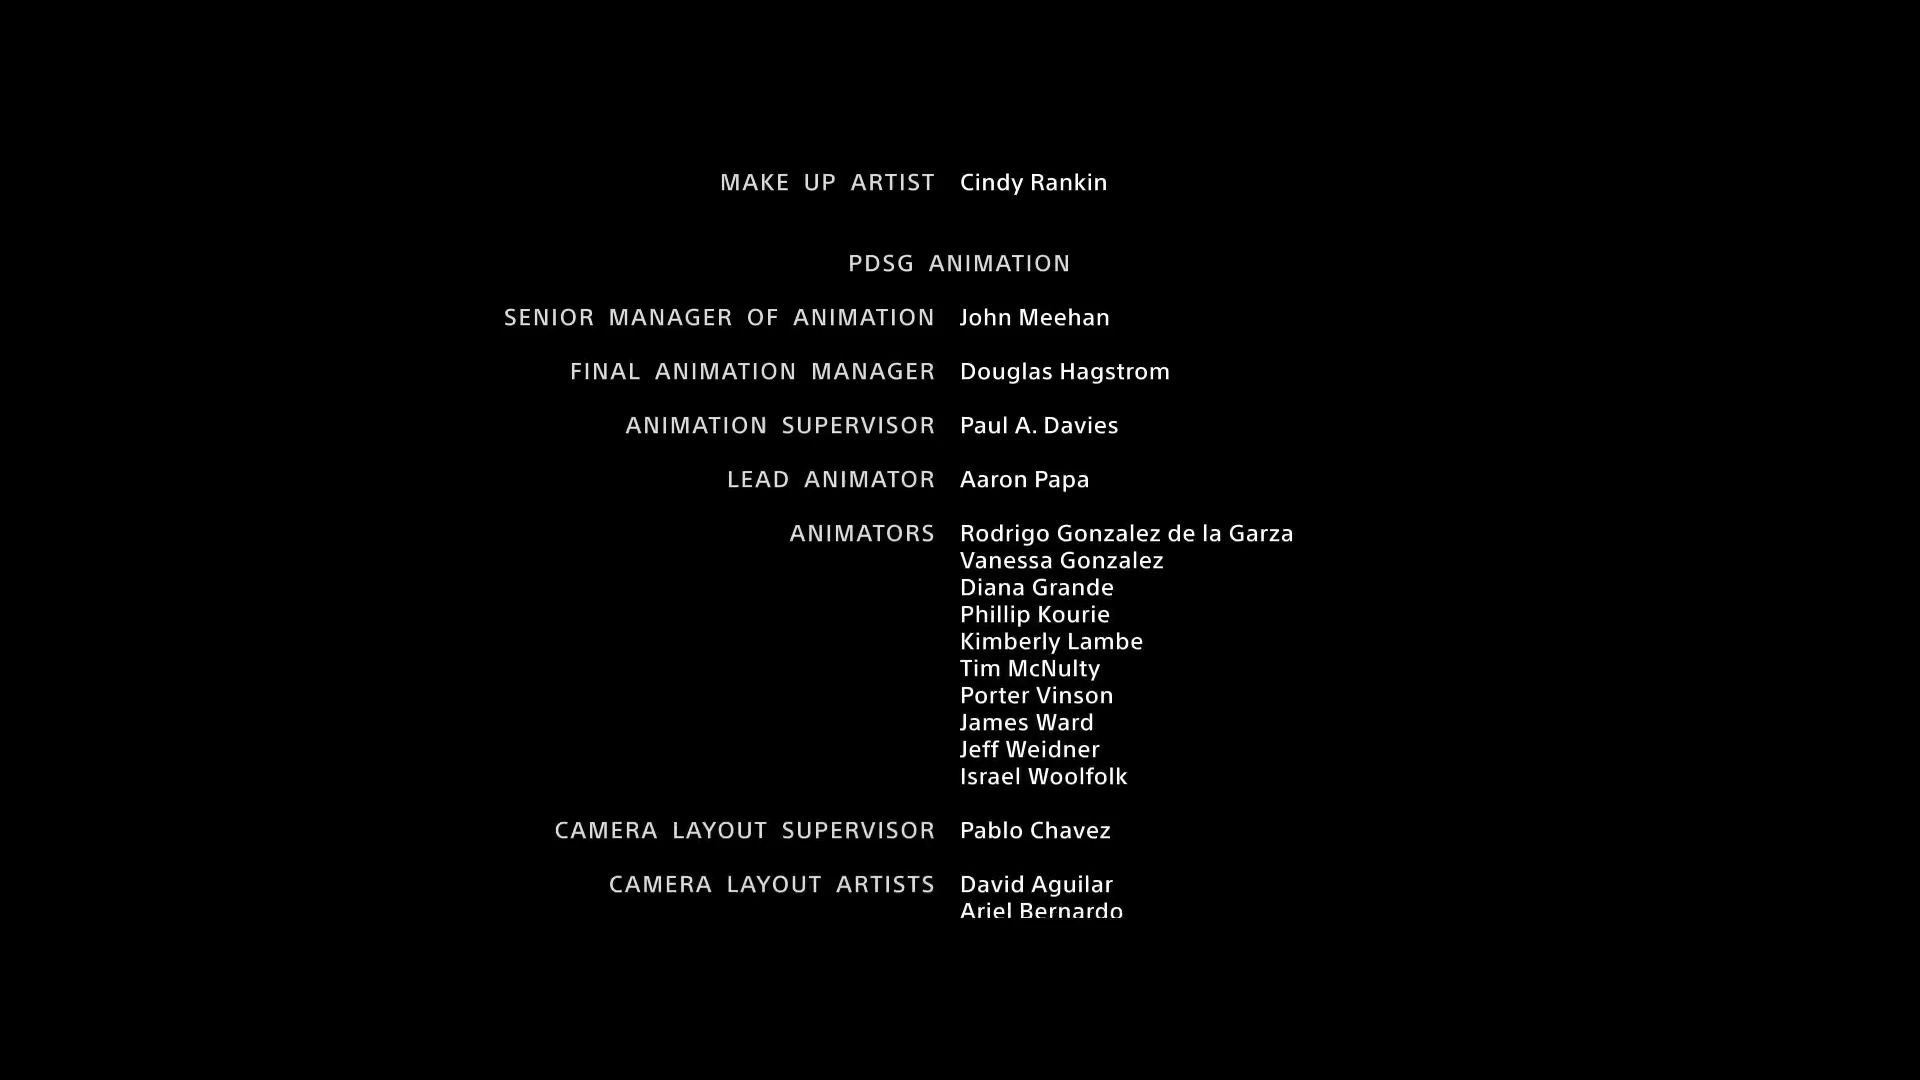 MAKE UP ARTIST Cindy Rankin
PDSG ANIMATION
SENIOR MANAGER OF ANIMATION John Meehan
FINAL ANIMATION MANAGER Douglas Hagstrom
ANIMATION SUPERVISOR Paul A. Davies
LEAD ANIMATOR Aaron Papa
ANIMATORS Rodrigo Gonzalez de la Garza
Vanessa Gonzalez
Diana Grande
Phillip Kourie
Kimberly Lambe
Tim McNulty
Porter Vinson
James Ward
Jeff Weidner
Israel Woolfolk
CAMERA LAYOUT SUPERVISOR Pablo Chavez
CAMERA LAYOUT ARTISTS David Aguilar
Ariel Bernardo